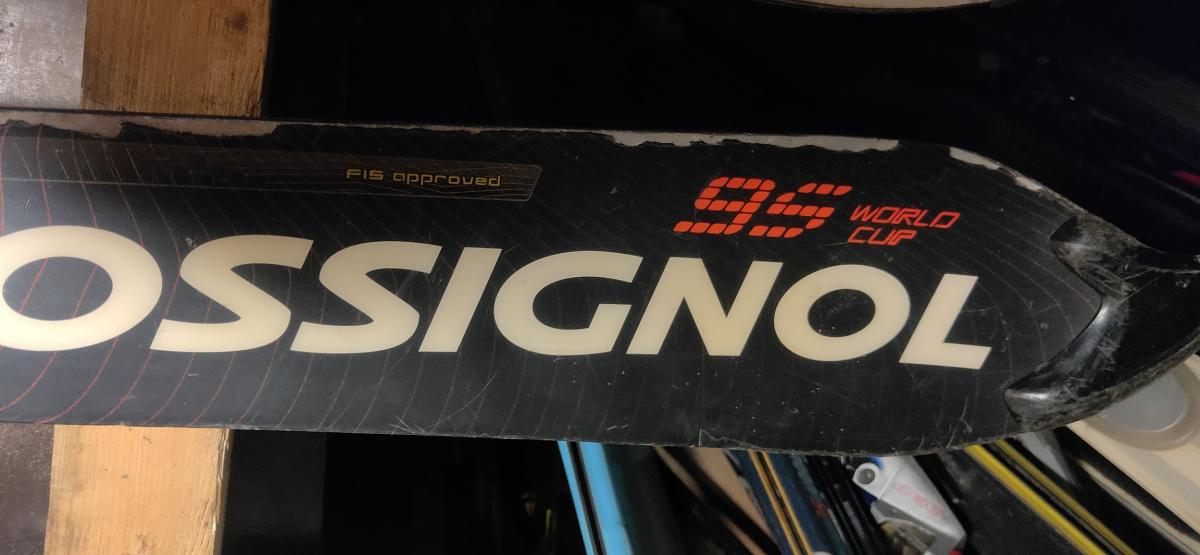 FIS approved
9S WORLD
CUP
OSSIGNOL